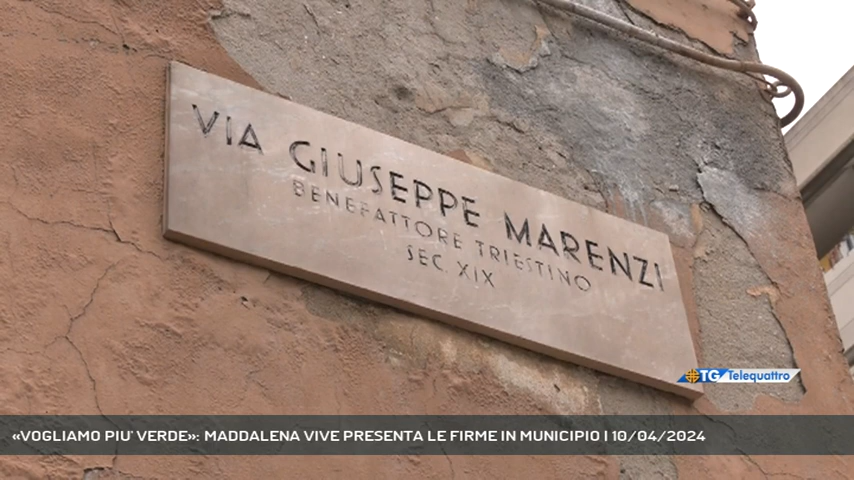 VIA GIUSEPPE MARENZI
BENEFATTORE TRIESTINO
SEC. XIX
TG Telequattro
«VOGLIAMO PIU' VERDE»: MADDALENA VIVE PRESENTA LE FIRME IN MUNICIPIO | 10/04/2024